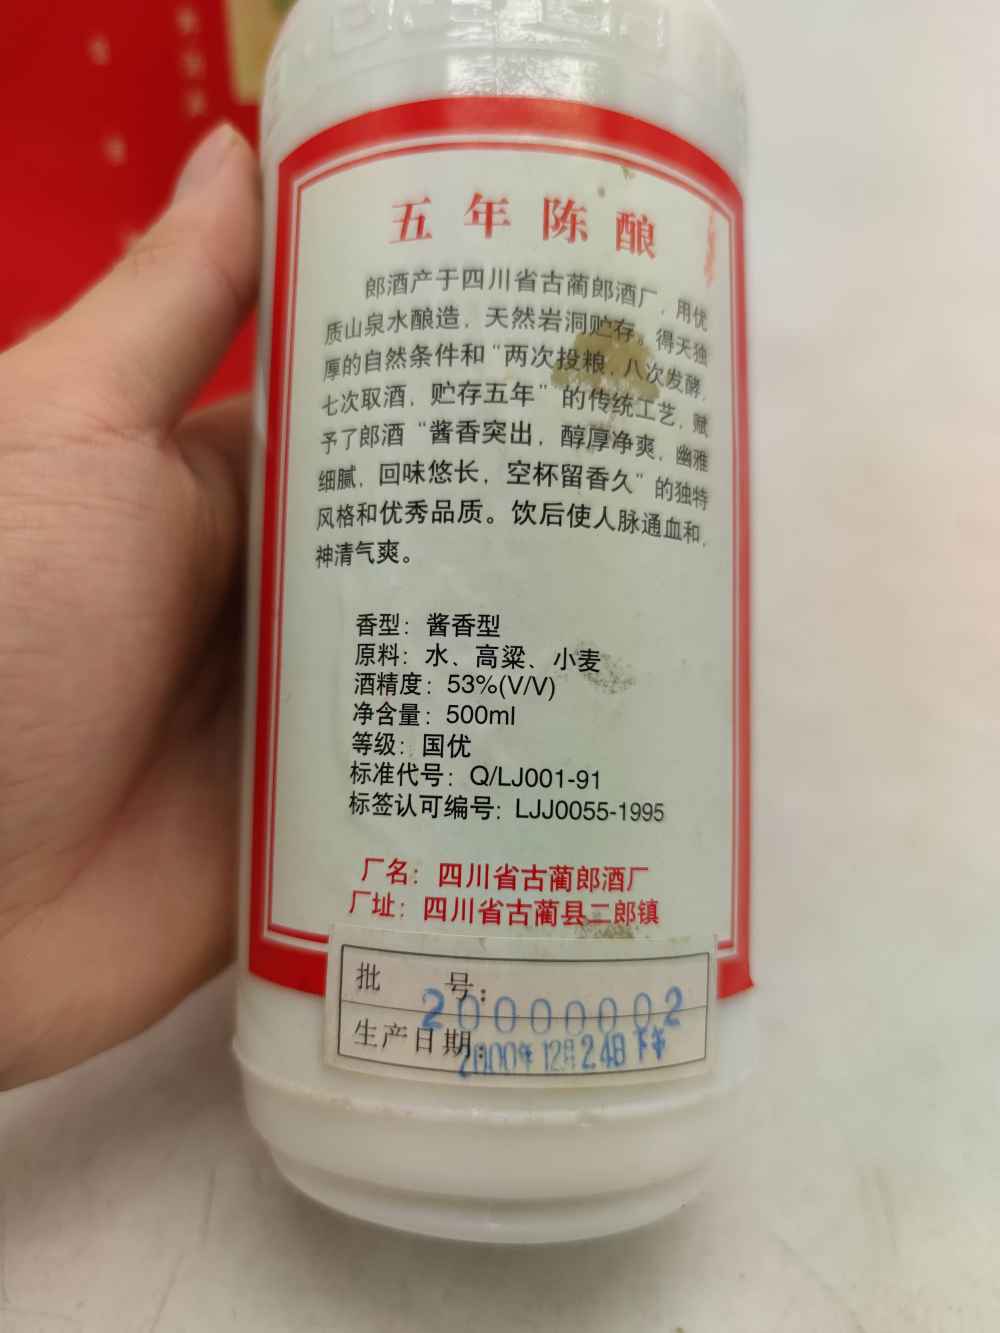 五年陈酿
郎酒产于四川省古蔺郎酒厂，用优
质山泉水酿造，天然岩洞贮存。得天独
厚的自然条件和“两次投粮，八次发酵，
七次取酒，贮存五年”的传统工艺，赋
予了郎酒“酱香突出，醇厚净爽，幽雅
细腻，回味悠长，空杯留香久”的独特
风格和优秀品质。饮后使人脉通血和，
神清气爽。
香型：酱香型
原料：水、高粱、小麦
酒精度：53%(V/V)
净含量：500ml
等级：国优
标准代号：Q/LJ001-91
标签认可编号：LJJ0055-1995
厂名：四川省古蔺郎酒厂
厂址：四川省古蔺县二郎镇
批 号：20000002
生产日期：2000年12月24日下半